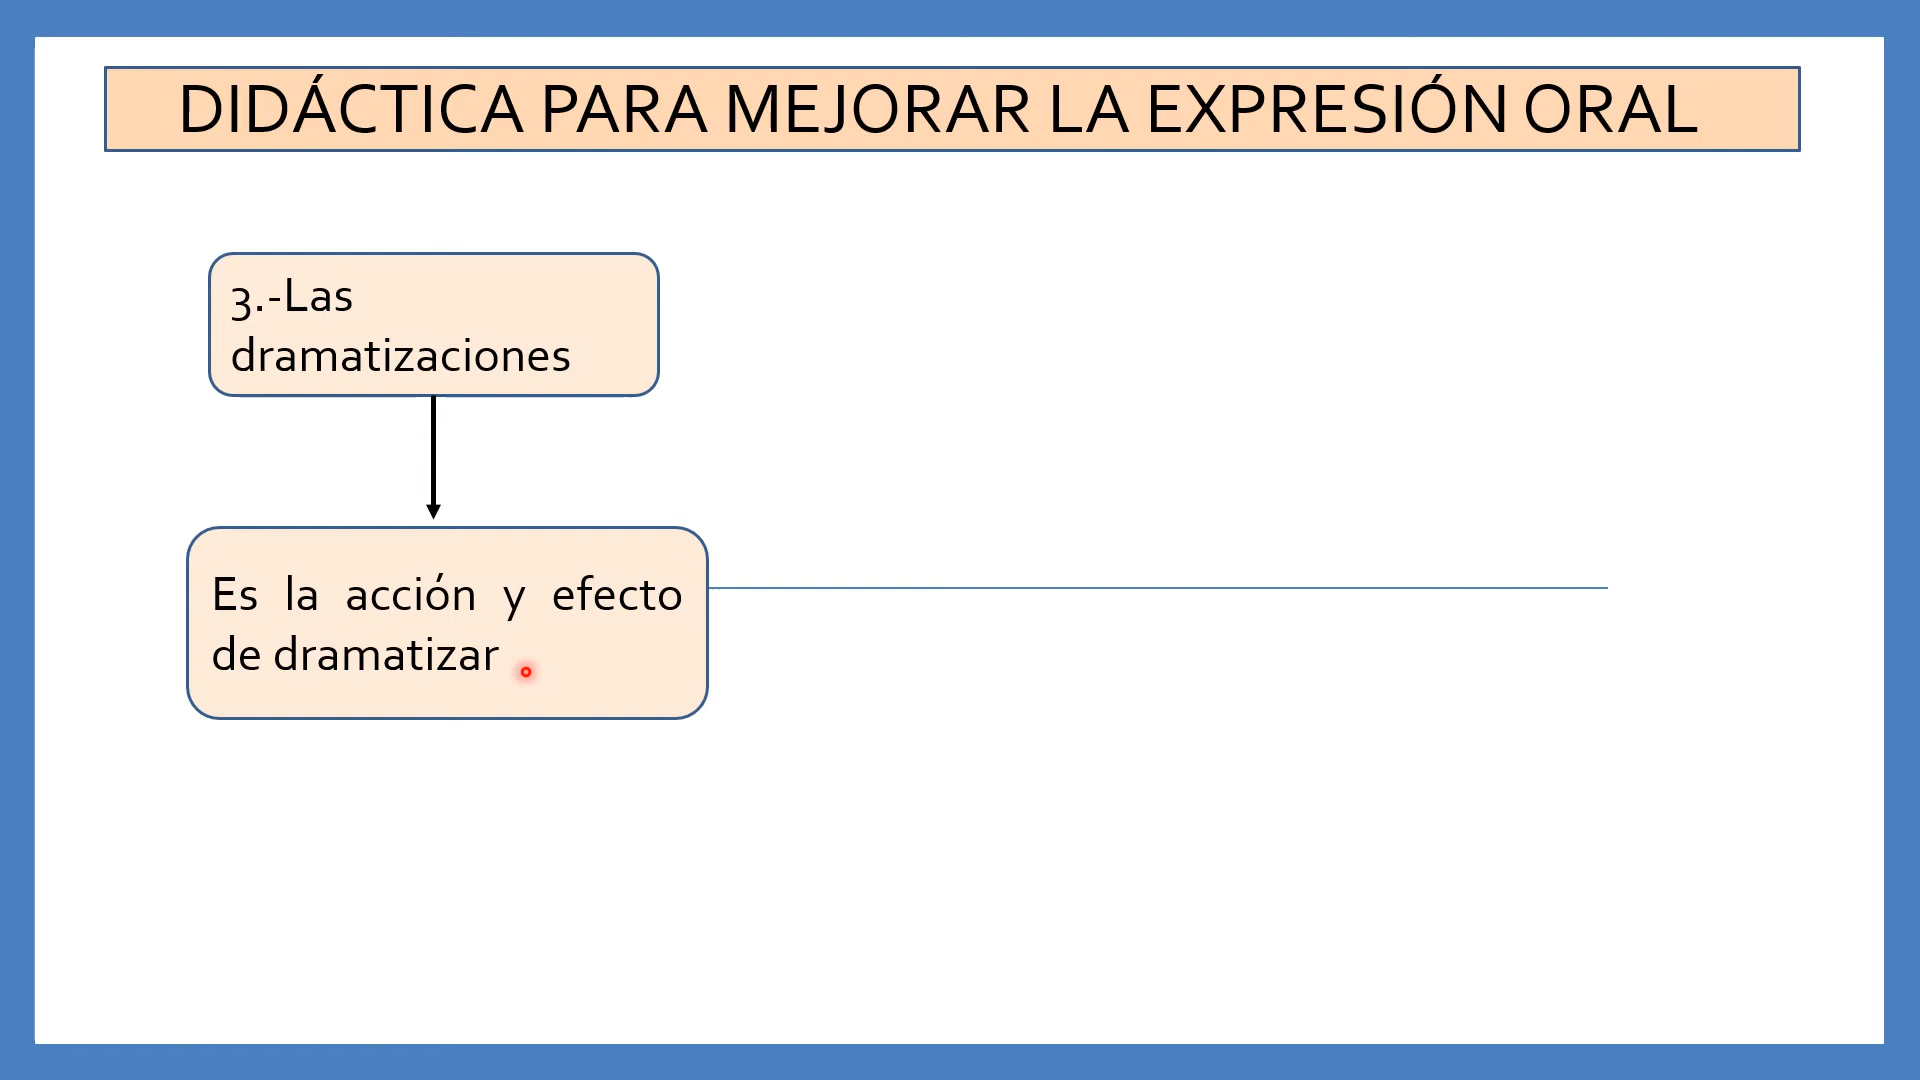 DIDÁCTICA PARA MEJORAR LA EXPRESIÓN ORAL
3.-Las
dramatizaciones
Es la acción y efecto
de dramatizar